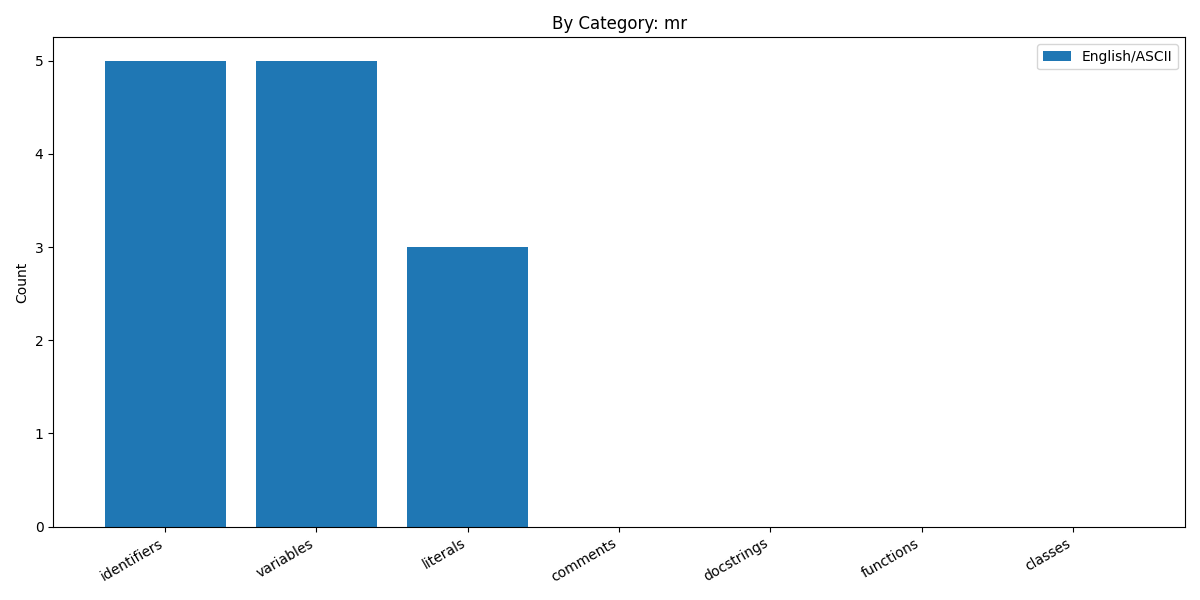 By Category: mr
English/ASCII
Count
5
4
3
2
1
0
identifiers
variables
literals
comments
docstrings
functions
classes